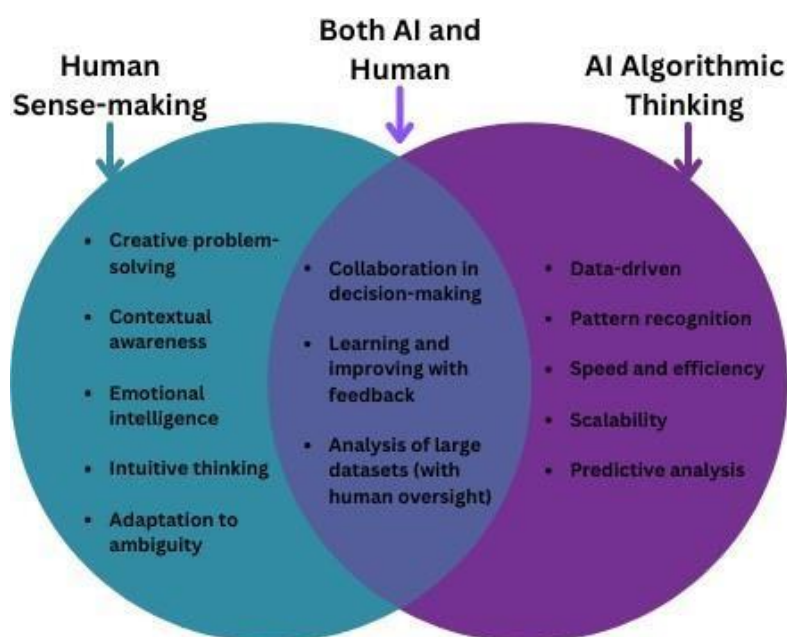 Human
Sense-making
Both AI and
Human
AI Algorithmic
Thinking
• Creative problem-
solving
• Contextual
awareness
• Emotional
intelligence
• Intuitive thinking
• Adaptation to
ambiguity
• Collaboration in
decision-making
• Learning and
improving with
feedback
• Analysis of large
datasets (with
human oversight)
• Data-driven
• Pattern recognition
• Speed and efficiency
• Scalability
• Predictive analysis